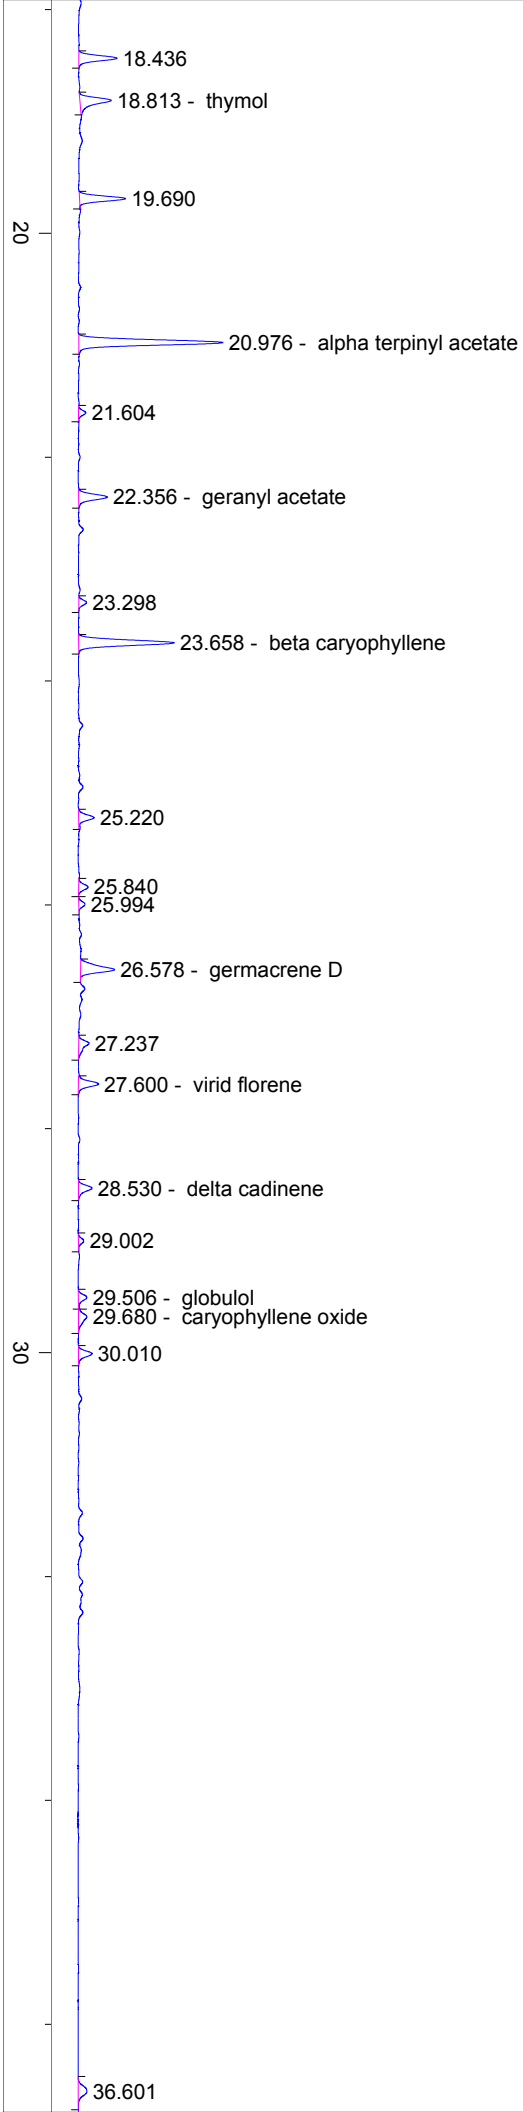 18.436
18.813 - thymol
19.690
20
20.976 - alpha terpinyl acetate
21.604
22.356 - geranyl acetate
23.298
23.658 - beta caryophyllene
25.220
25.840
25.994
26.578 - germacrene D
27.237
27.600 - virid florene
28.530 - delta cadinene
29.002
29.506 - globulol
29.680 - caryophyllene oxide
30
30.010
36.601